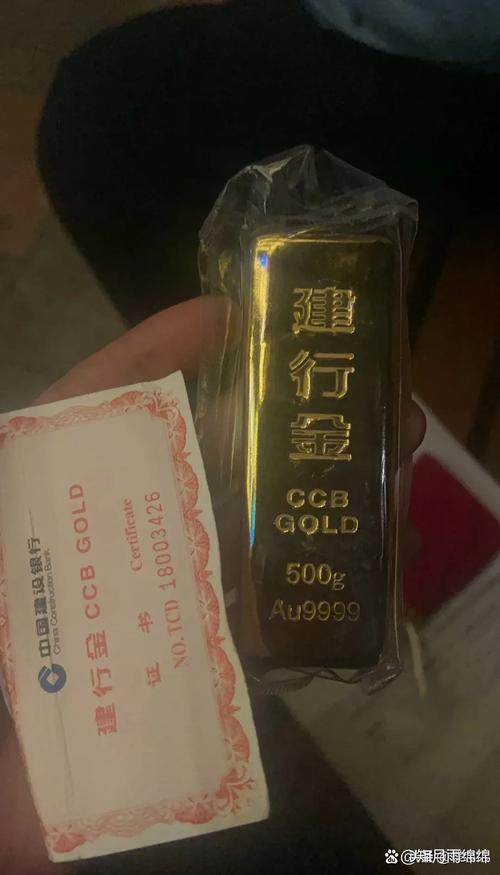 建
行
金
CCB
GOLD
500g
Au9999
中国建设银行
China Construction Bank
建行金 CCB GOLD
证 书 Certificate
NO.TCD 18003426